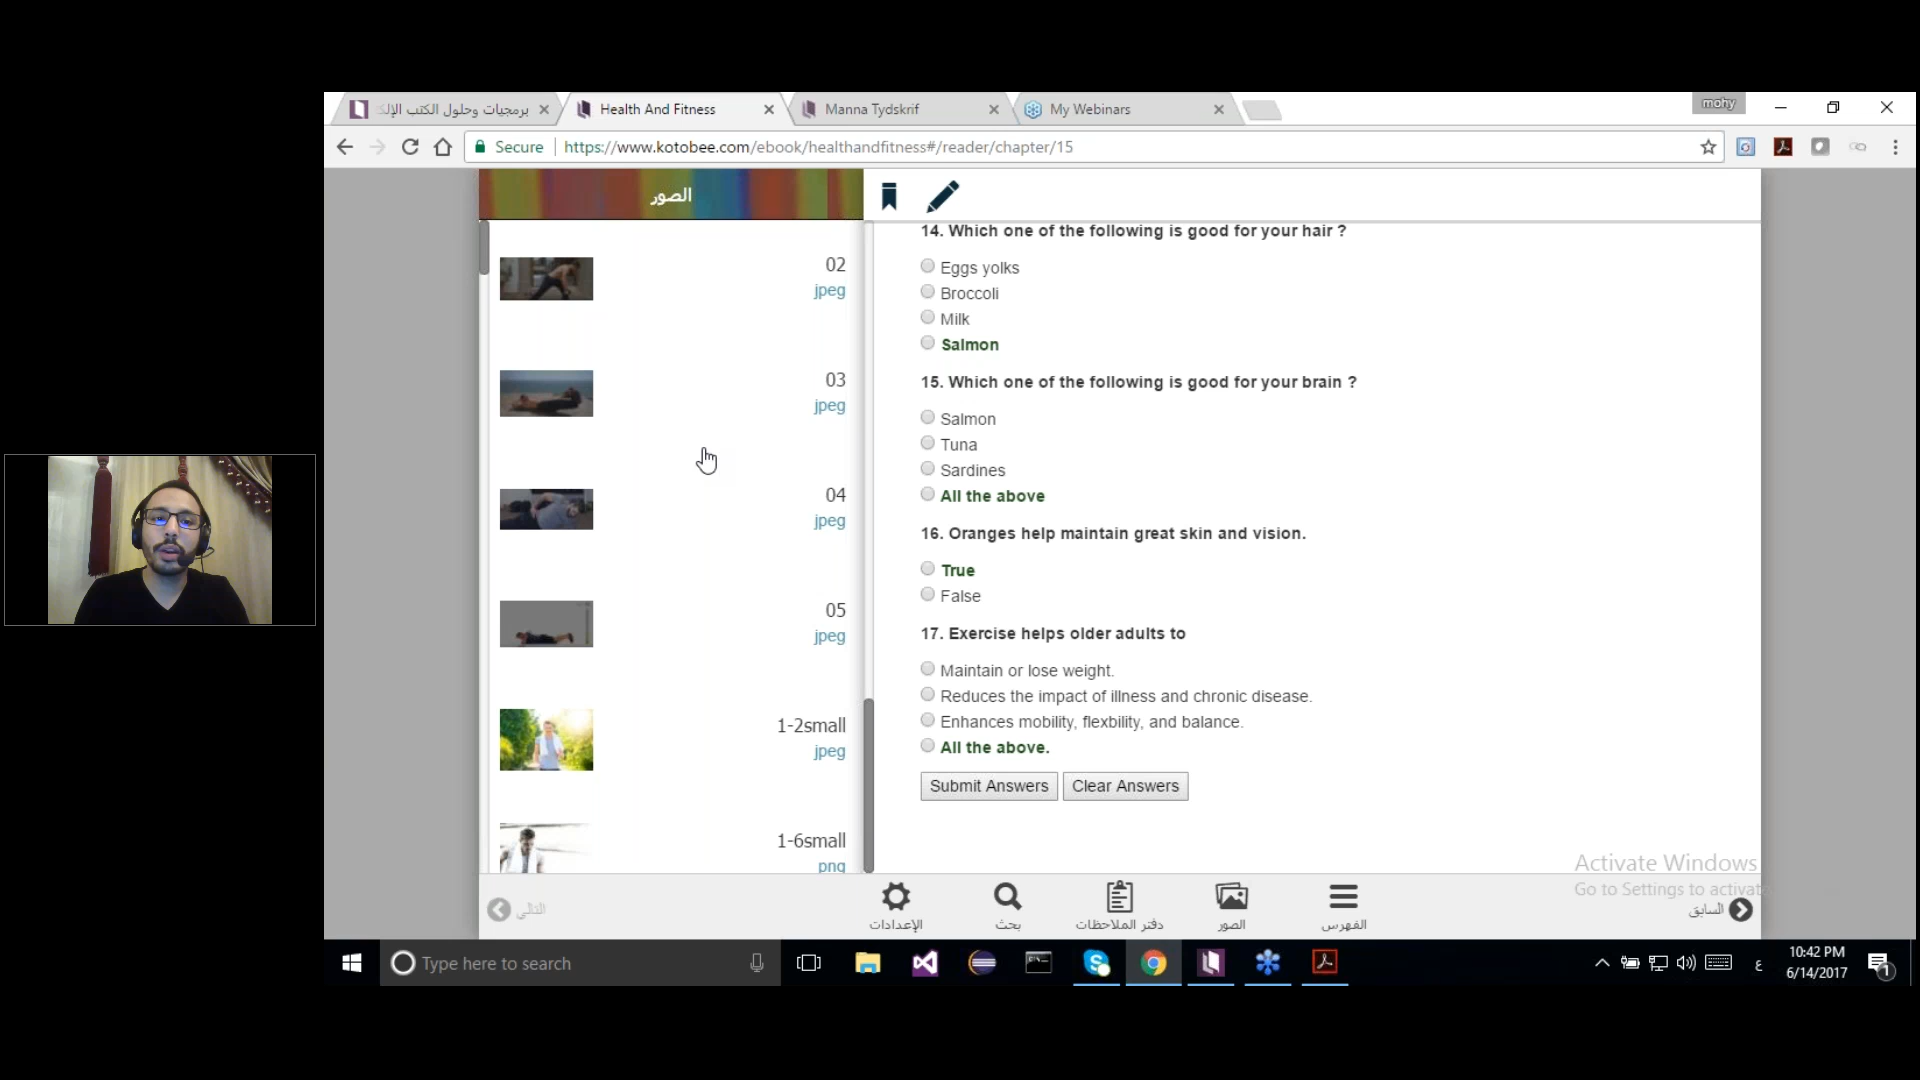 برمجيات وحلول الكتب الإلك
Health And Fitness
Manna Tydskrif
My Webinars
mohy
Secure
https://www.kotobee.com/ebook/healthandfitness#/reader/chapter/15
الصور
02
jpeg
03
jpeg
04
jpeg
05
jpeg
1-2small
jpeg
1-6small
png
14. Which one of the following is good for your hair ?
Eggs yolks
Broccoli
Milk
Salmon
15. Which one of the following is good for your brain ?
Salmon
Tuna
Sardines
All the above
16. Oranges help maintain great skin and vision.
True
False
17. Exercise helps older adults to
Maintain or lose weight.
Reduces the impact of illness and chronic disease.
Enhances mobility, flexbility, and balance.
All the above.
Submit Answers
Clear Answers
Activate Windows
Go to Settings to activat
التالي
الإعدادات
بحث
دفتر الملاحظات
الصور
الفهرس
السابق
Type here to search
ع
10:42 PM
6/14/2017
1